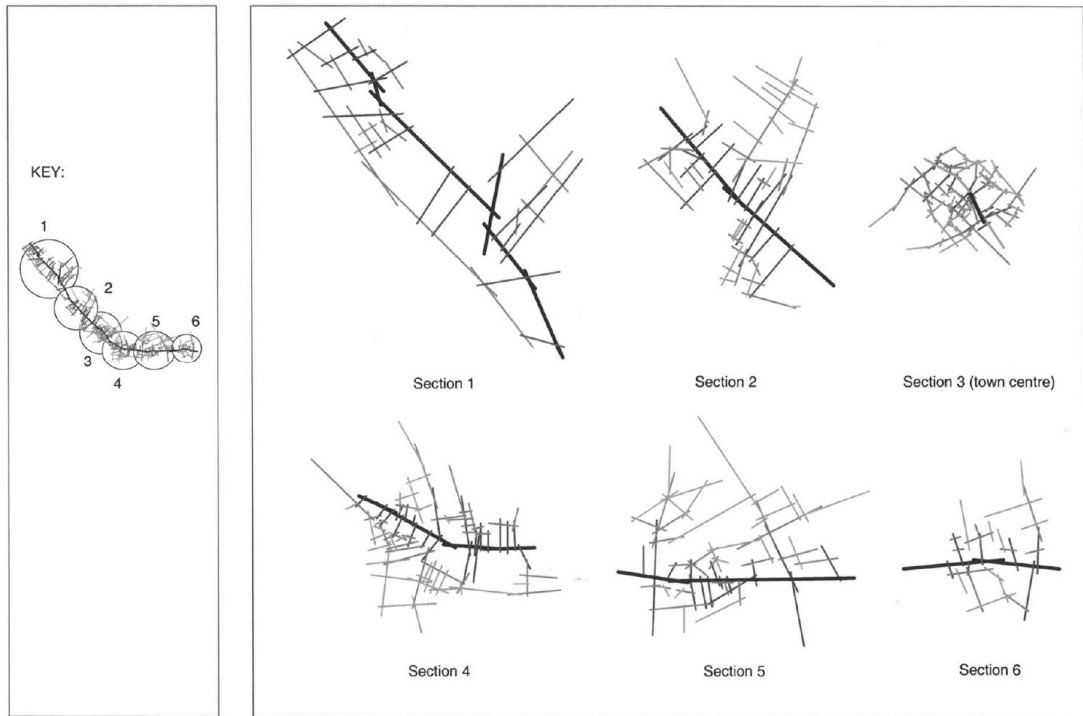 KEY:
1
2
5
6
3
4
Section 1
Section 2
Section 3 (town centre)
Section 4
Section 5
Section 6